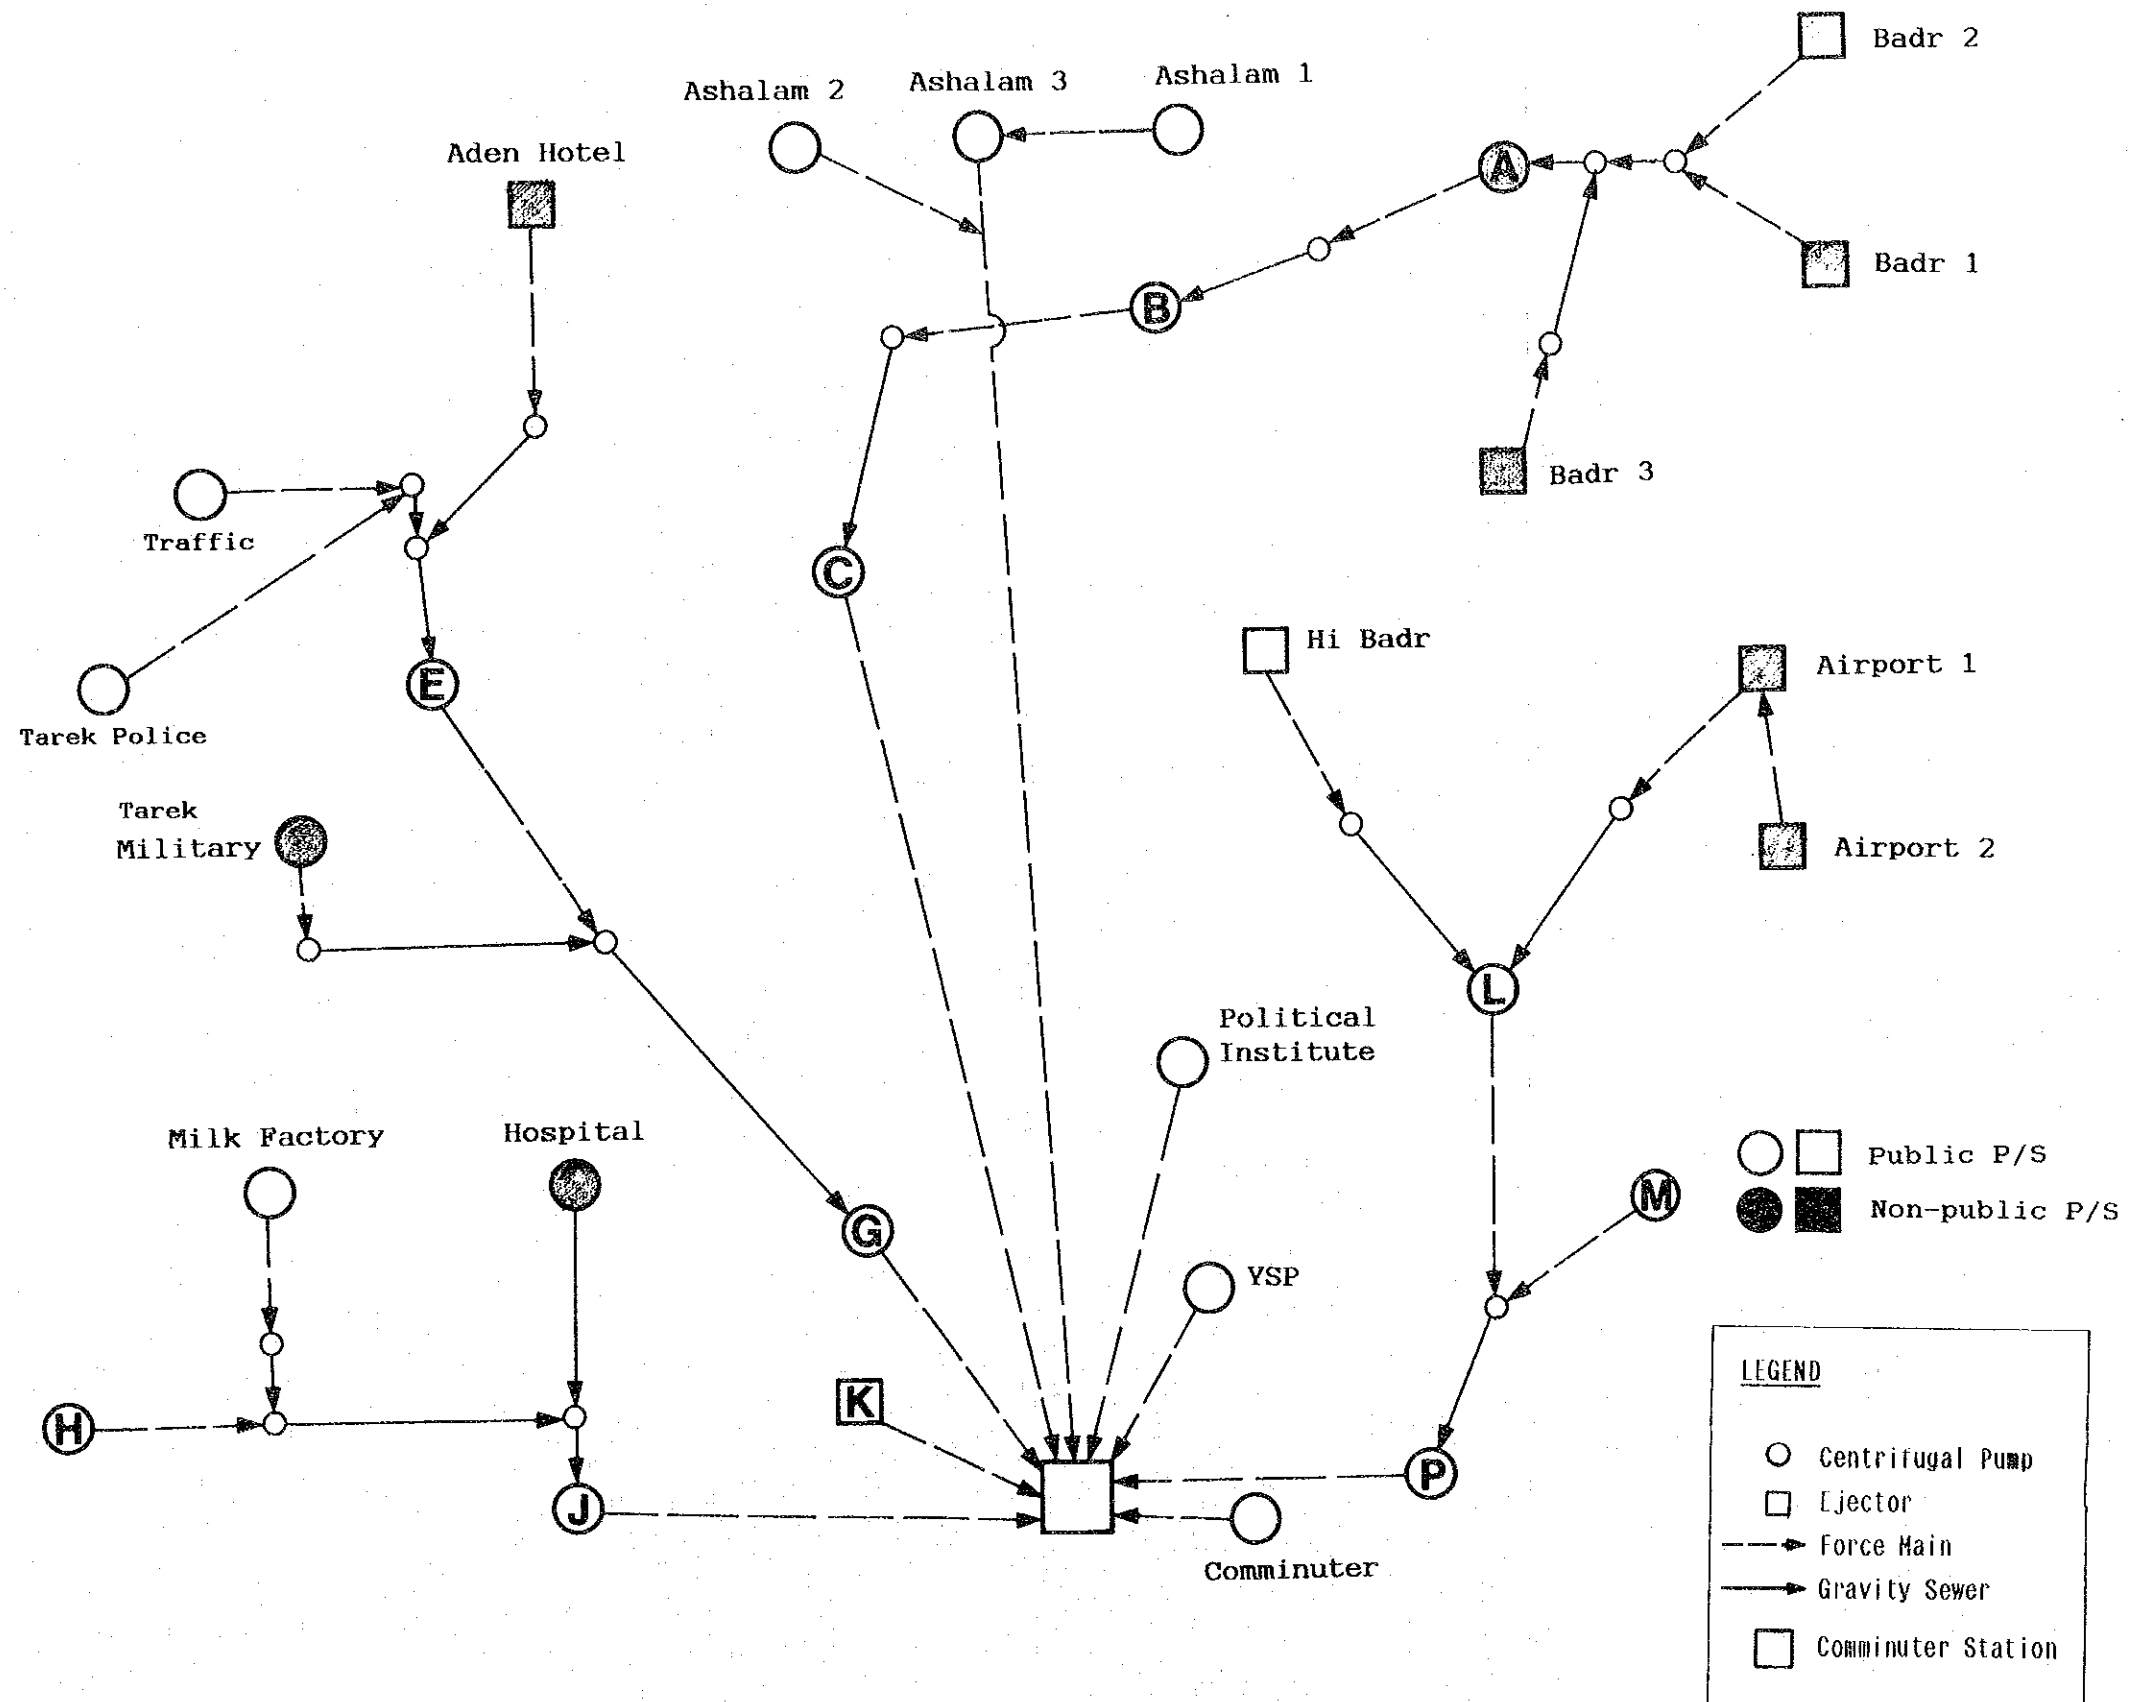 Badr 2
Ashalam 2
Ashalam 3
Ashalam 1
Aden Hotel
A
Badr 1
B
Badr 3
Traffic
C
Hi Badr
Airport 1
E
Tarek Police
Tarek
Military
Airport 2
L
Political
Institute
Milk Factory
Hospital
Public P/S
M
Non-public P/S
G
YSP
LEGEND
K
H
P
Centrifugal Pump
J
Ejector
Comminuter
Force Main
Gravity Sewer
Comminuter Station